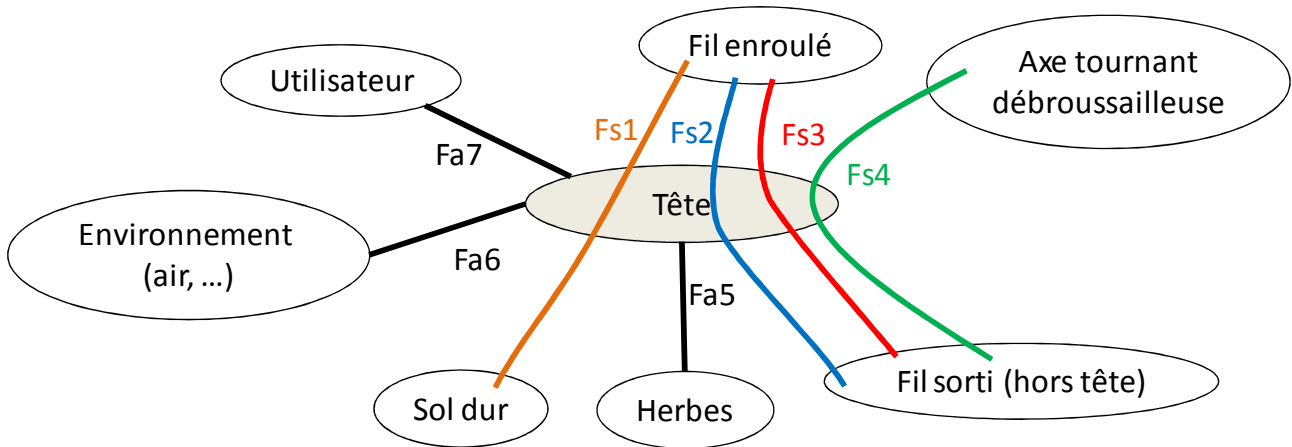 Fil enroulé
Axe tournant
débroussailleuse
Utilisateur
Fs1
Fs2
Fs3
Fa7
Fs4
Tête
Environnement
(air, ...)
Fa6
Fa5
Sol dur
Herbes
Fil sorti (hors tête)